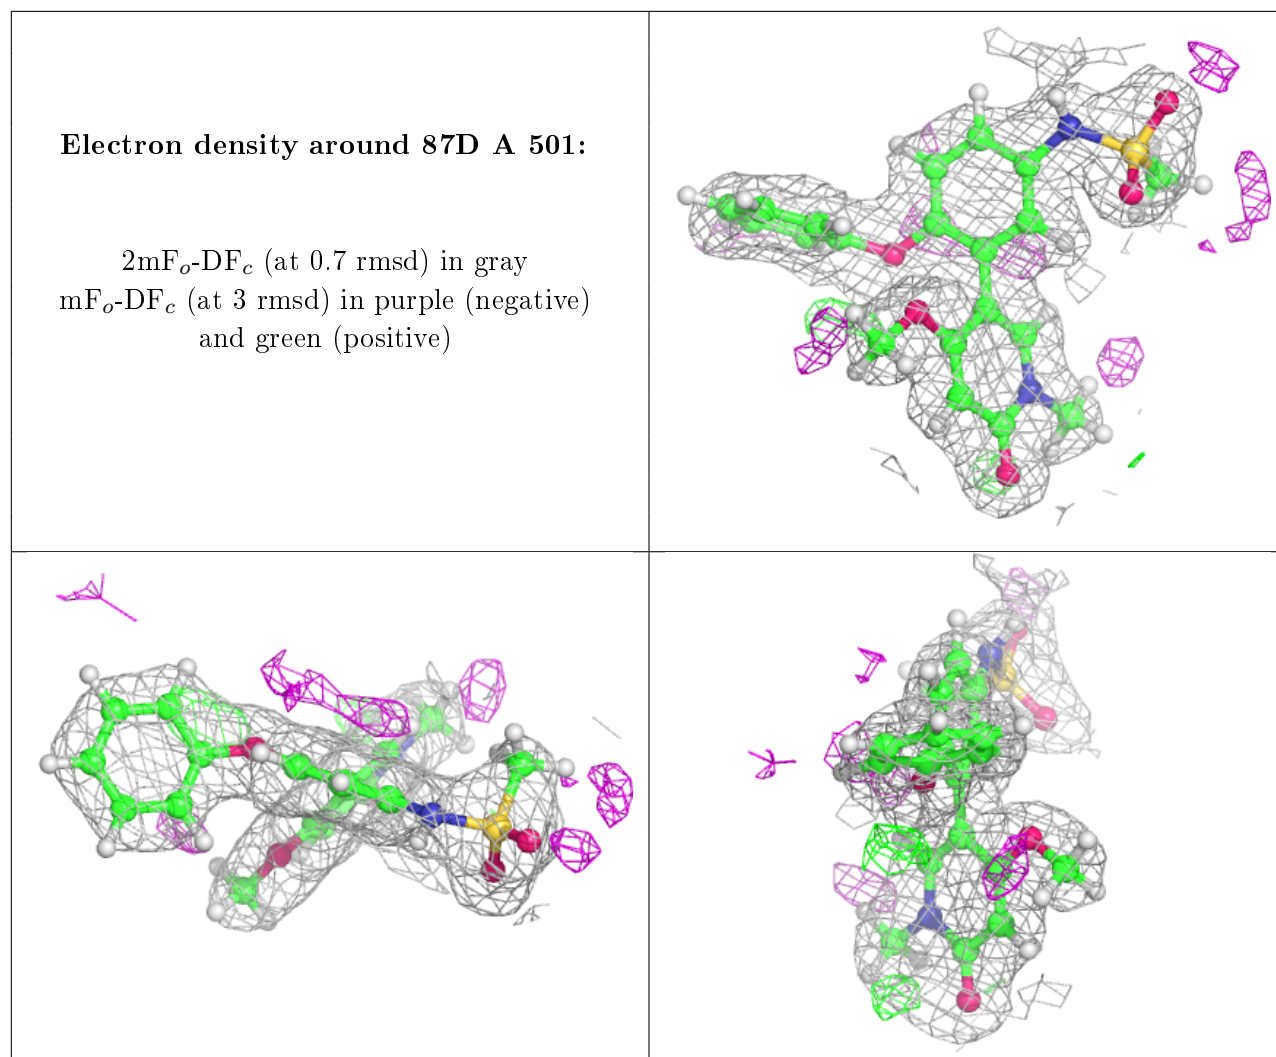 Electron density around 87D A 501:
2mFo-DFc (at 0.7 rmsd) in gray
mFo-DFc (at 3 rmsd) in purple (negative)
and green (positive)